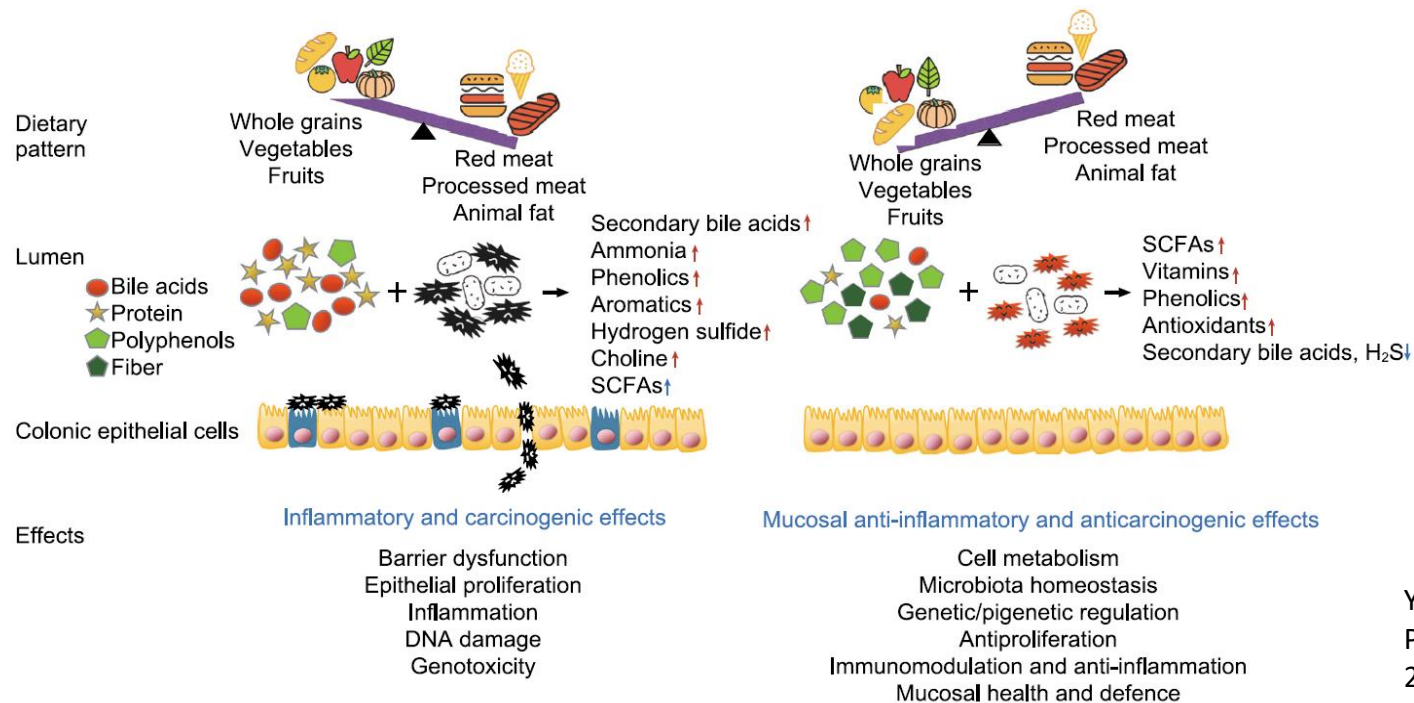 Dietary
pattern
Whole grains
Vegetables
Fruits
Red meat
Processed meat
Animal fat
Whole grains
Vegetables
Fruits
Red meat
Processed meat
Animal fat
Lumen
Bile acids
Protein
Polyphenols
Fiber
+
Secondary bile acids↑
Ammonia↑
Phenolics↑
Aromatics↑
Hydrogen sulfide↑
Choline↑
SCFAs↑
+
SCFAs↑
Vitamins↑
Phenolics↑
Antioxidants↑
Secondary bile acids, H₂S↓
Colonic epithelial cells
Effects
Inflammatory and carcinogenic effects
Barrier dysfunction
Epithelial proliferation
Inflammation
DNA damage
Genotoxicity
Mucosal anti-inflammatory and anticarcinogenic effects
Cell metabolism
Microbiota homeostasis
Genetic/pigenetic regulation
Antiproliferation
Immunomodulation and anti-inflammation
Mucosal health and defence